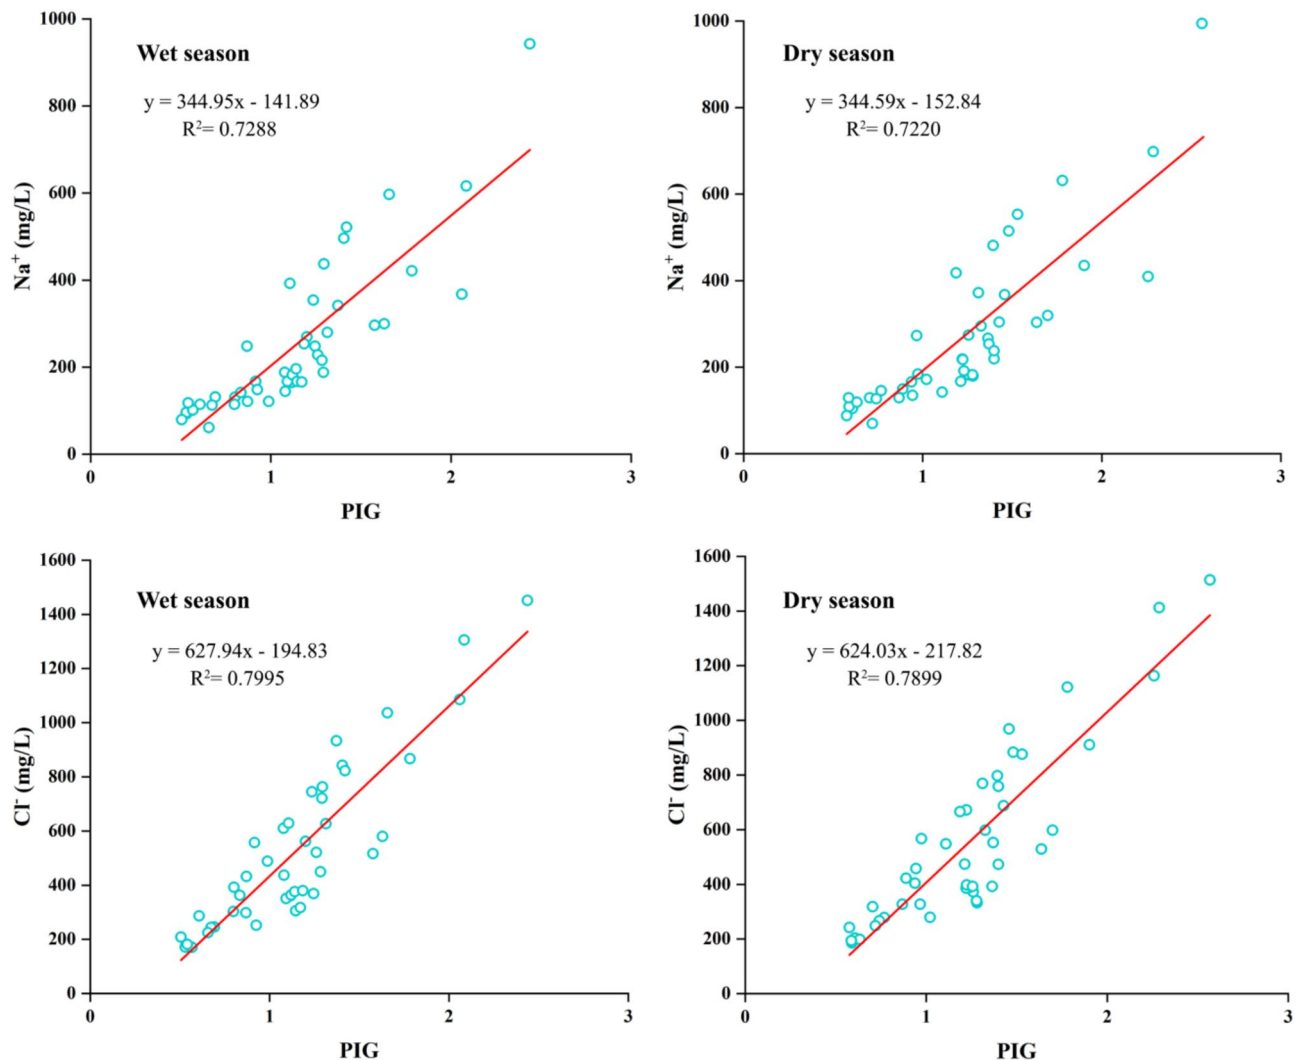 Wet season
y = 344.95x - 141.89
R²= 0.7288
Na⁺ (mg/L)
1000
800
600
400
200
0
0 1 2 3
PIG
Dry season
y = 344.59x - 152.84
R²= 0.7220
Na⁺ (mg/L)
1000
800
600
400
200
0
0 1 2 3
PIG
Wet season
y = 627.94x - 194.83
R²= 0.7995
Cl⁻ (mg/L)
1600
1400
1200
1000
800
600
400
200
0
0 1 2 3
PIG
Dry season
y = 624.03x - 217.82
R²= 0.7899
Cl⁻ (mg/L)
1600
1400
1200
1000
800
600
400
200
0
0 1 2 3
PIG